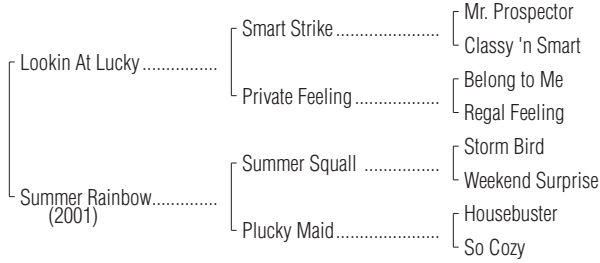 Mr. Prospector
Smart Strike ........................
Classy 'n Smart
Lookin At Lucky ................
Belong to Me
Private Feeling ...................
Regal Feeling
Storm Bird
Summer Squall .................
Weekend Surprise
Summer Rainbow..............
(2001)
Housebuster
Plucky Maid .......................
So Cozy